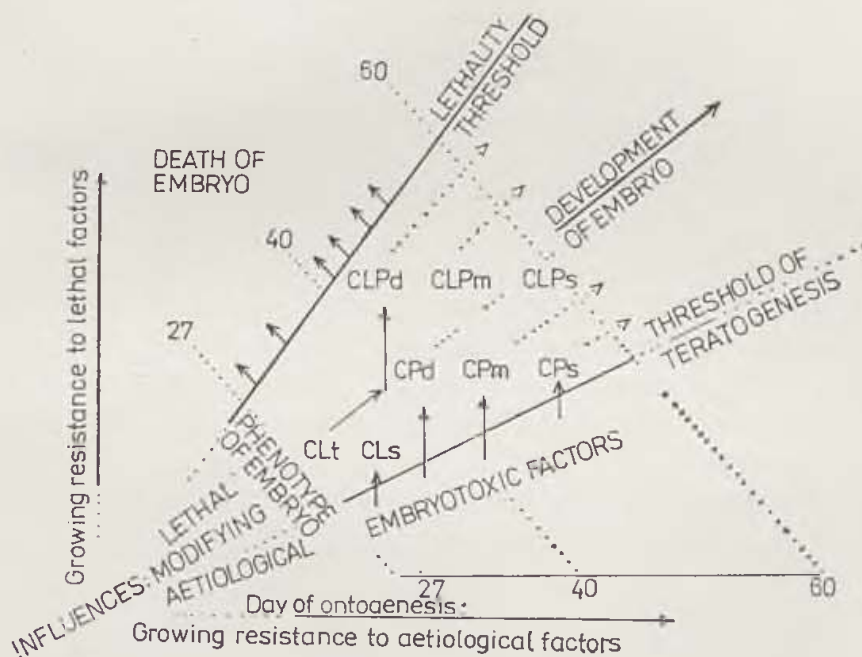 60
LETHALITY
THRESHOLD
DEATH OF
EMBRYO
DEVELOPMENT
OF EMBRYO
40
Growing resistance to lethal factors
CLPd CLPm CLPs
THRESHOLD OF
TERATOGENESIS
27
CPd CPm CPs
PHENOTYPE
OF EMBRYO
CLt CLs
EMBRYOTOXIC FACTORS
LETHAL
INFLUENCES: MODIFYING
AETIOLOGICAL
27 40 60
Day of ontogenesis
Growing resistance to aetiological factors